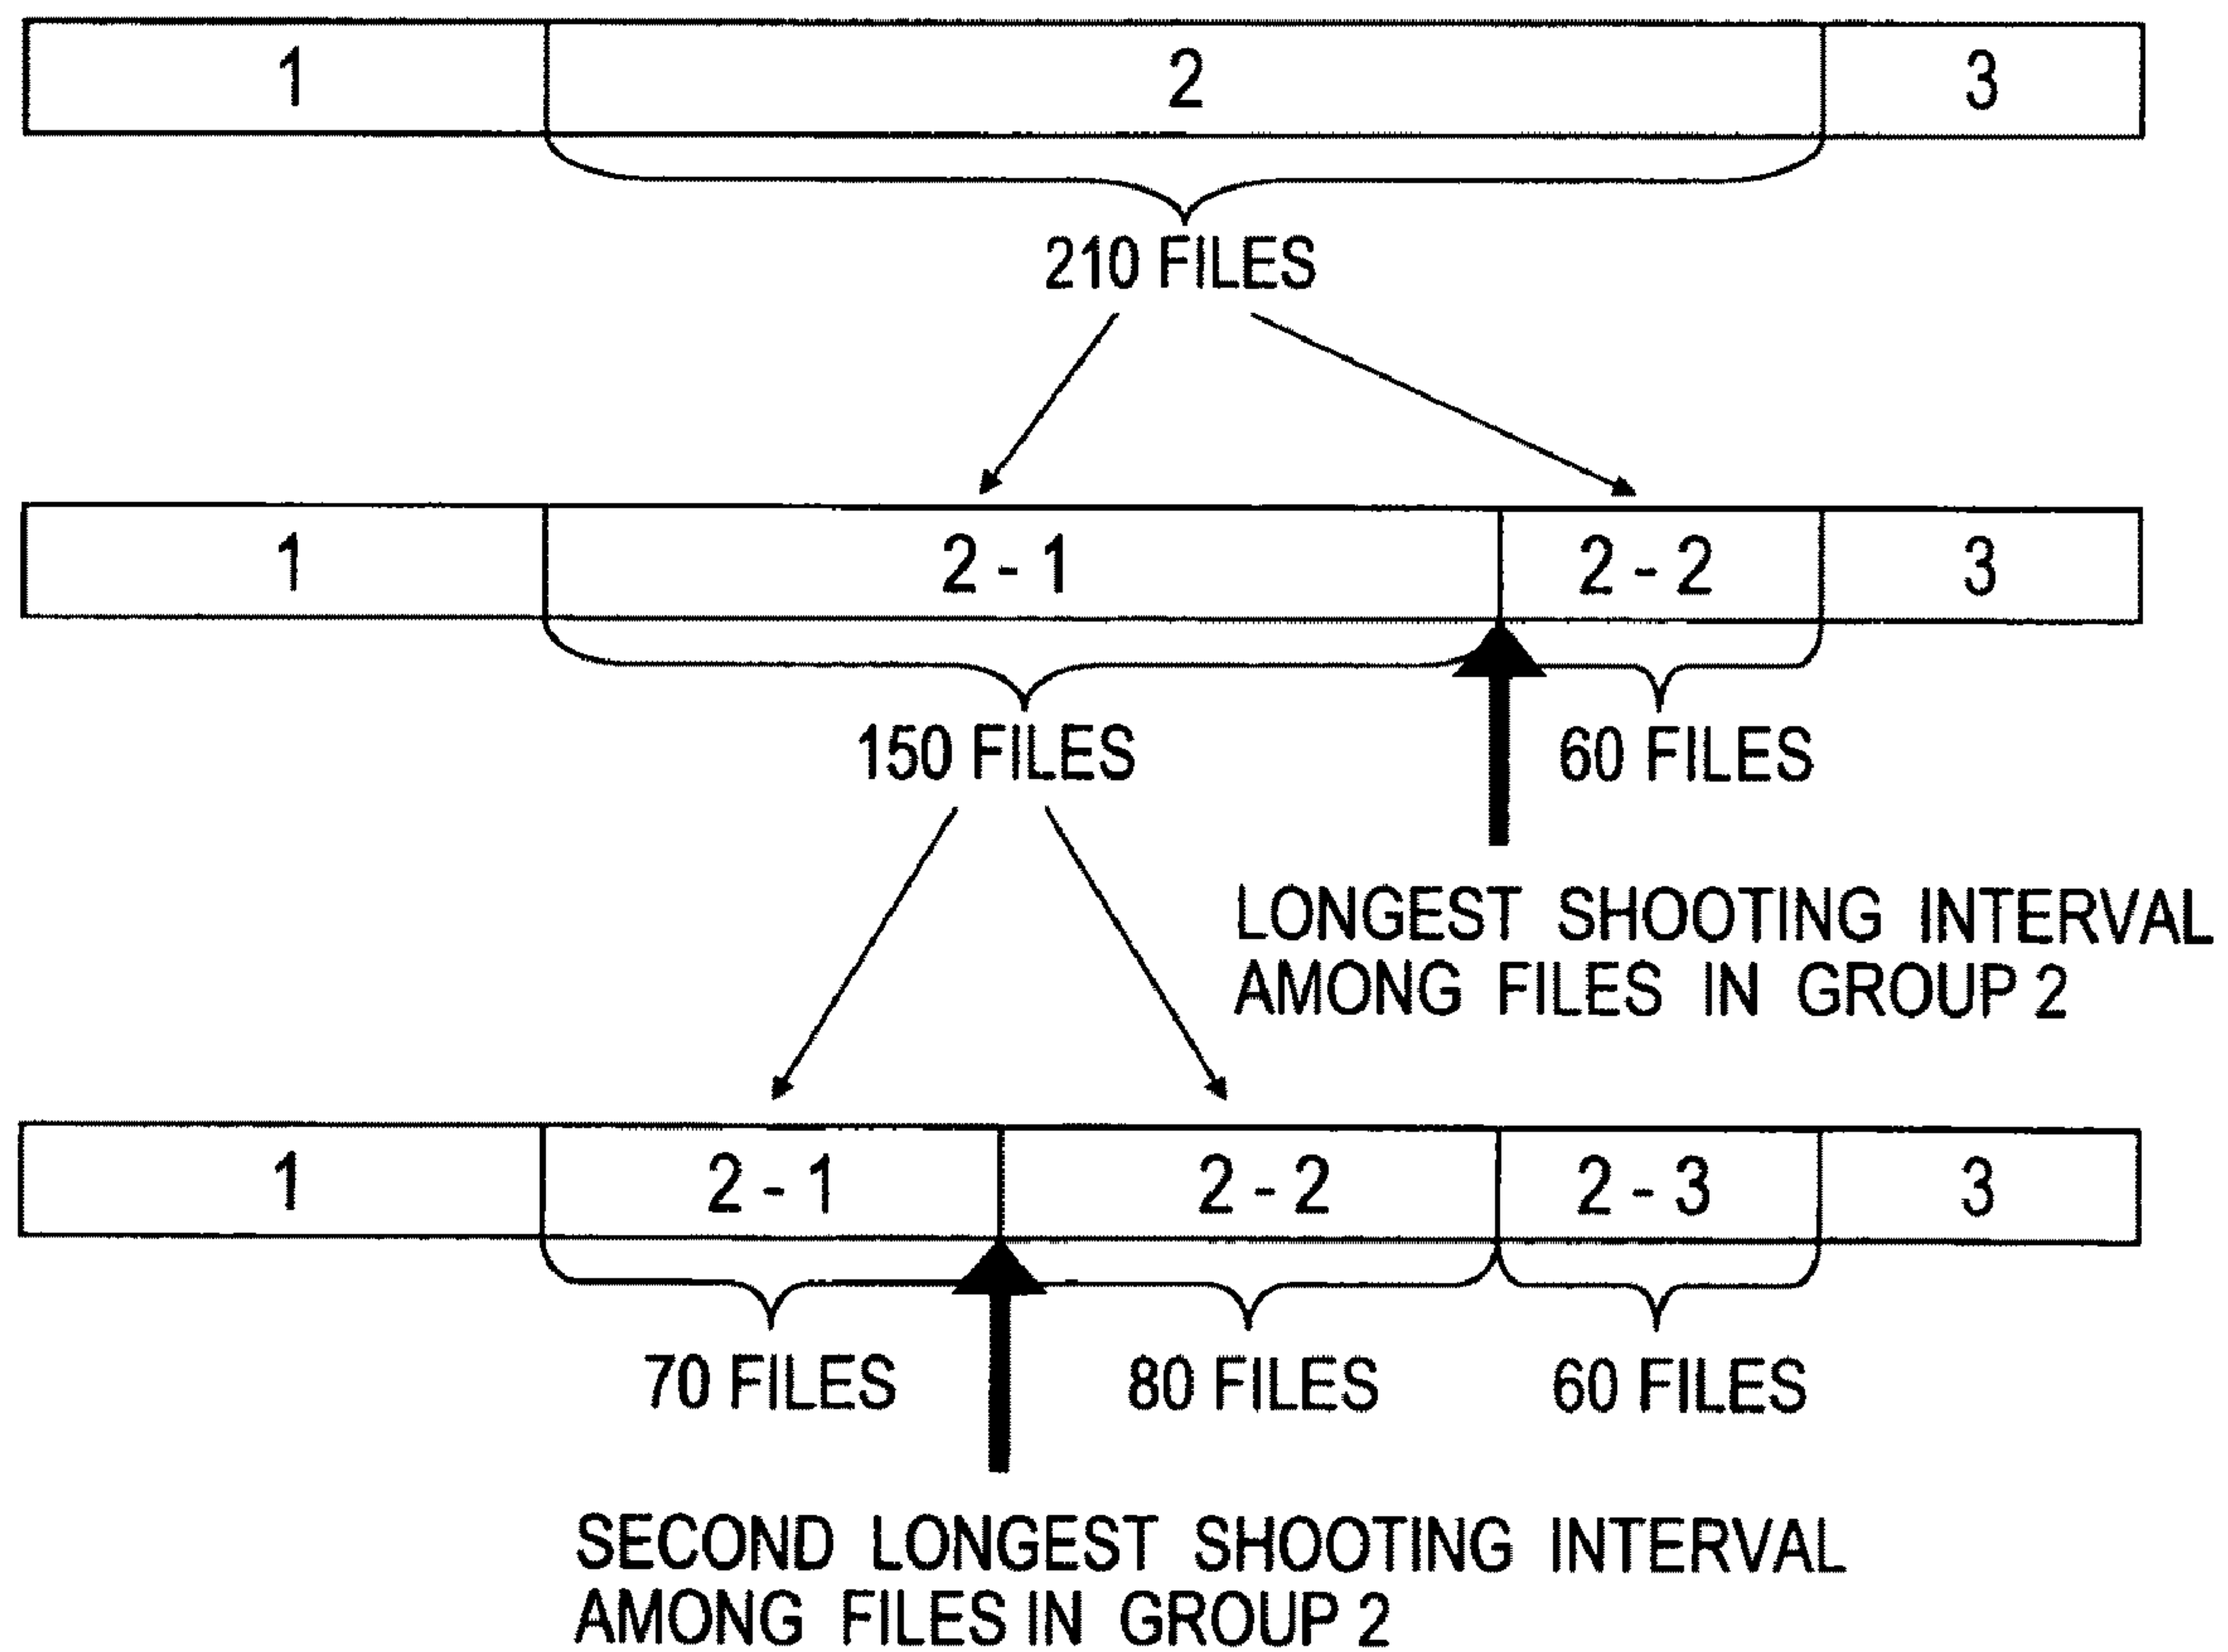 1 2 3
210 FILES
1 2 - 1 2 - 2 3
150 FILES 60 FILES
LONGEST SHOOTING INTERVAL
AMONG FILES IN GROUP 2
1 2 - 1 2 - 2 2 - 3 3
70 FILES 80 FILES 60 FILES
SECOND LONGEST SHOOTING INTERVAL
AMONG FILES IN GROUP 2